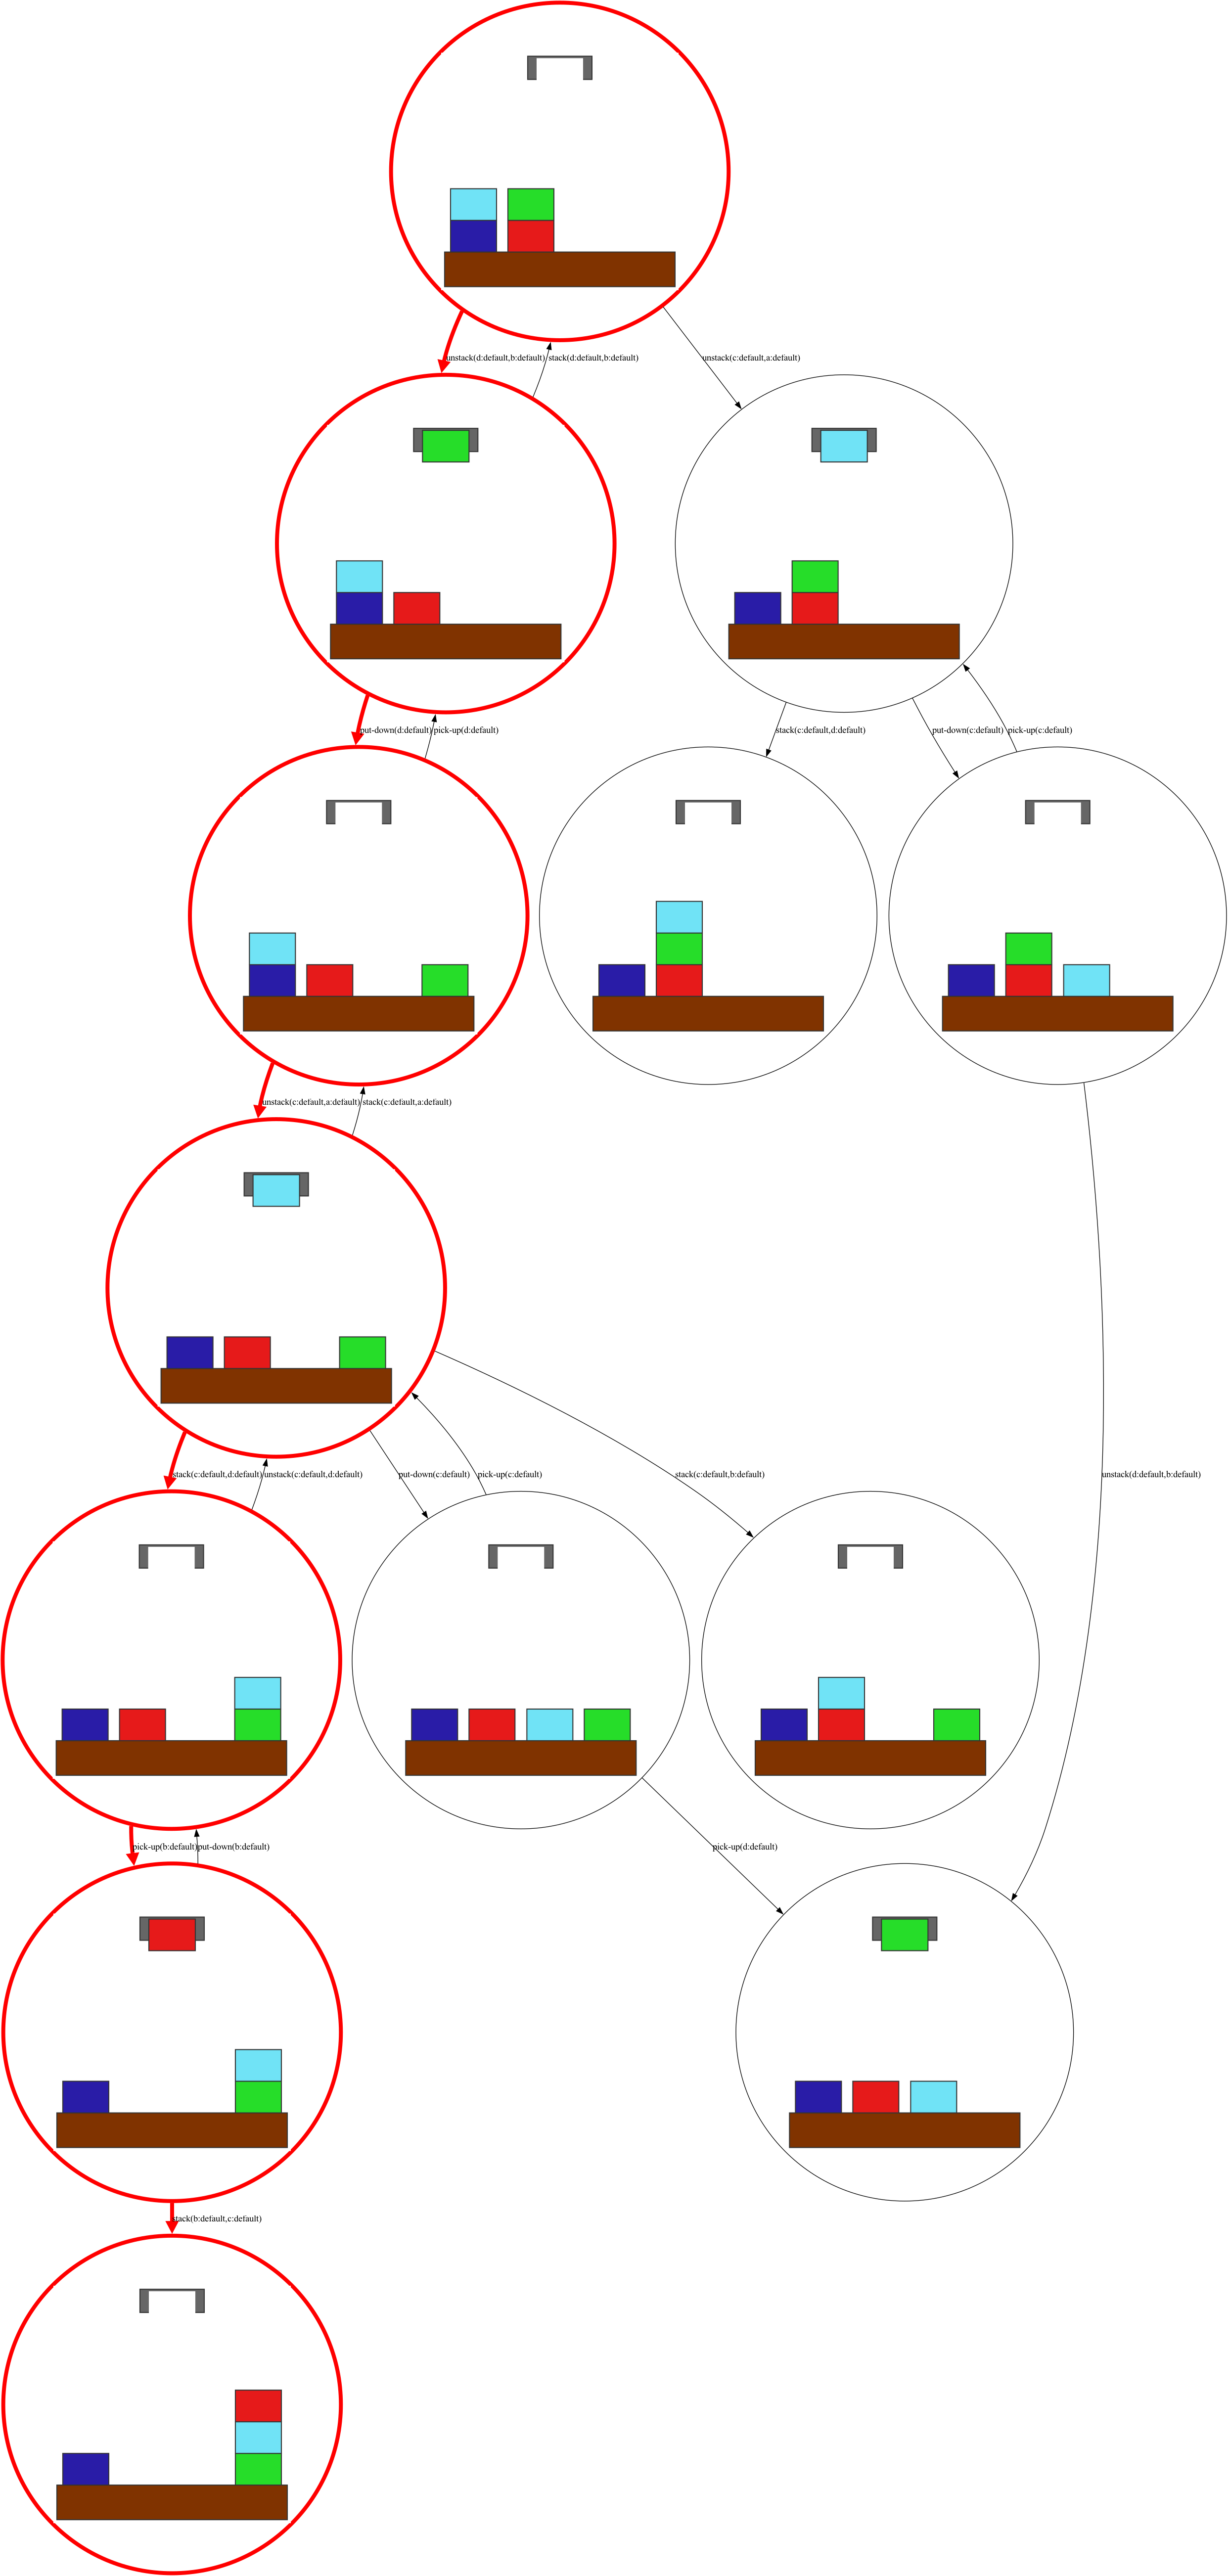 unstack(d:default,b:default)
stack(d:default,b:default)
unstack(c:default,a:default)
put-down(d:default)
pick-up(d:default)
stack(c:default,d:default)
put-down(c:default)
pick-up(c:default)
unstack(c:default,a:default)
stack(c:default,a:default)
stack(c:default,d:default)
unstack(c:default,d:default)
put-down(c:default)
pick-up(c:default)
stack(c:default,b:default)
unstack(d:default,b:default)
pick-up(b:default)
put-down(b:default)
pick-up(d:default)
stack(b:default,c:default)